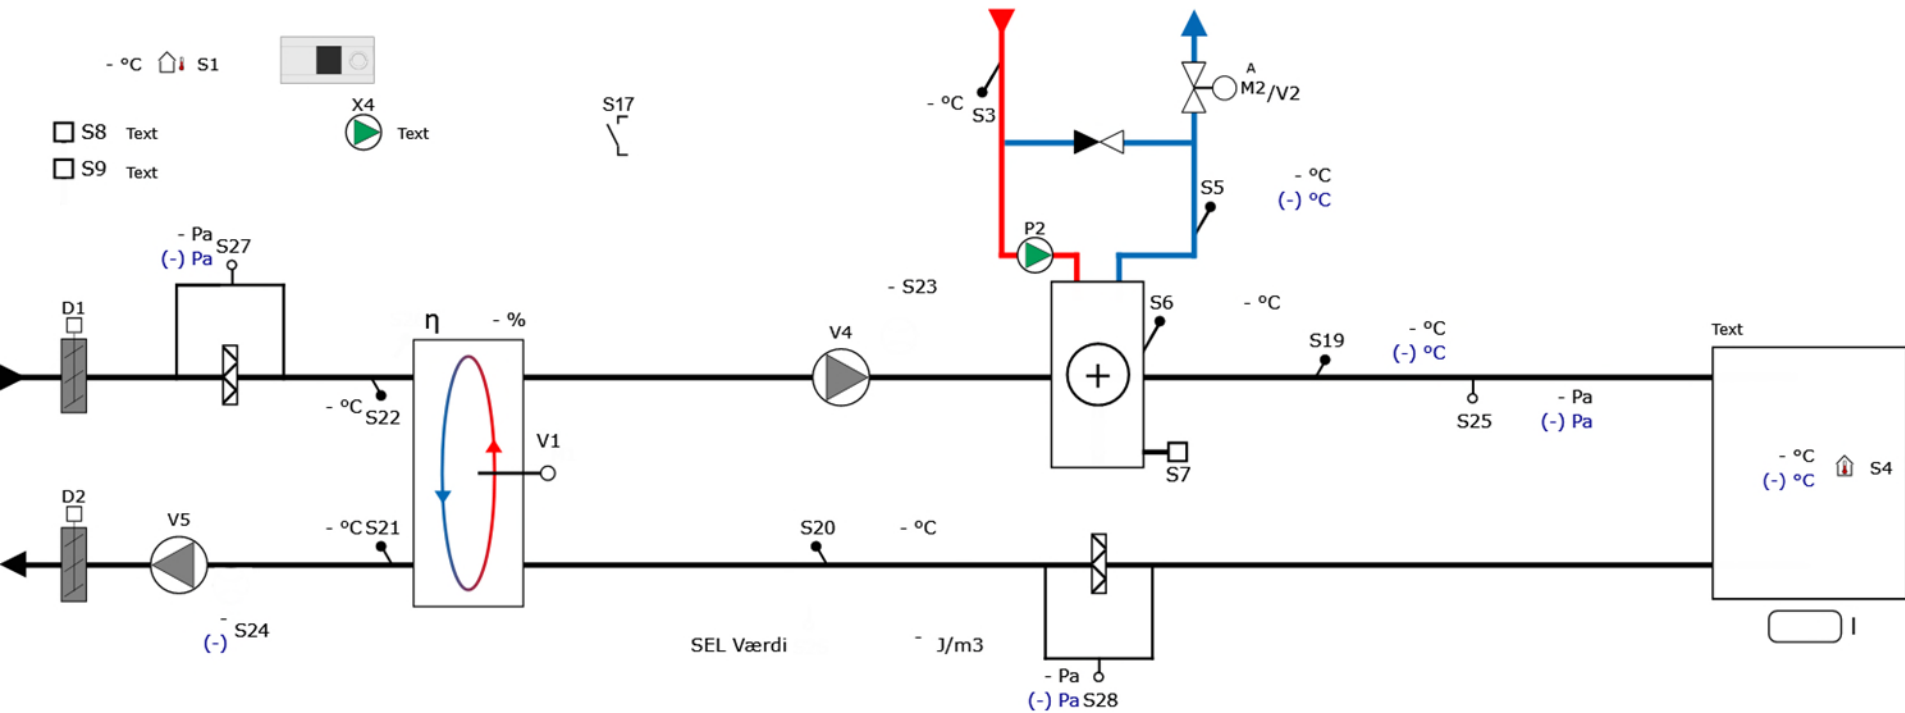 - °C S1
X4
S8 Text
Text
S9 Text
S17
- °C
S3
A
M2/V2
S5
- °C
(-) °C
- Pa
(-) Pa
S27
P2
D1
η - %
- S23
V4
S6
- °C
S19
- °C
(-) °C
Text
- °C
S22
S25
- Pa
(-) Pa
V1
S7
- °C
(-) °C
S4
D2
V5
- °C S21
S20
- °C
-
(-) S24
SEL Værdi - J/m3
I
- Pa
(-) Pa S28